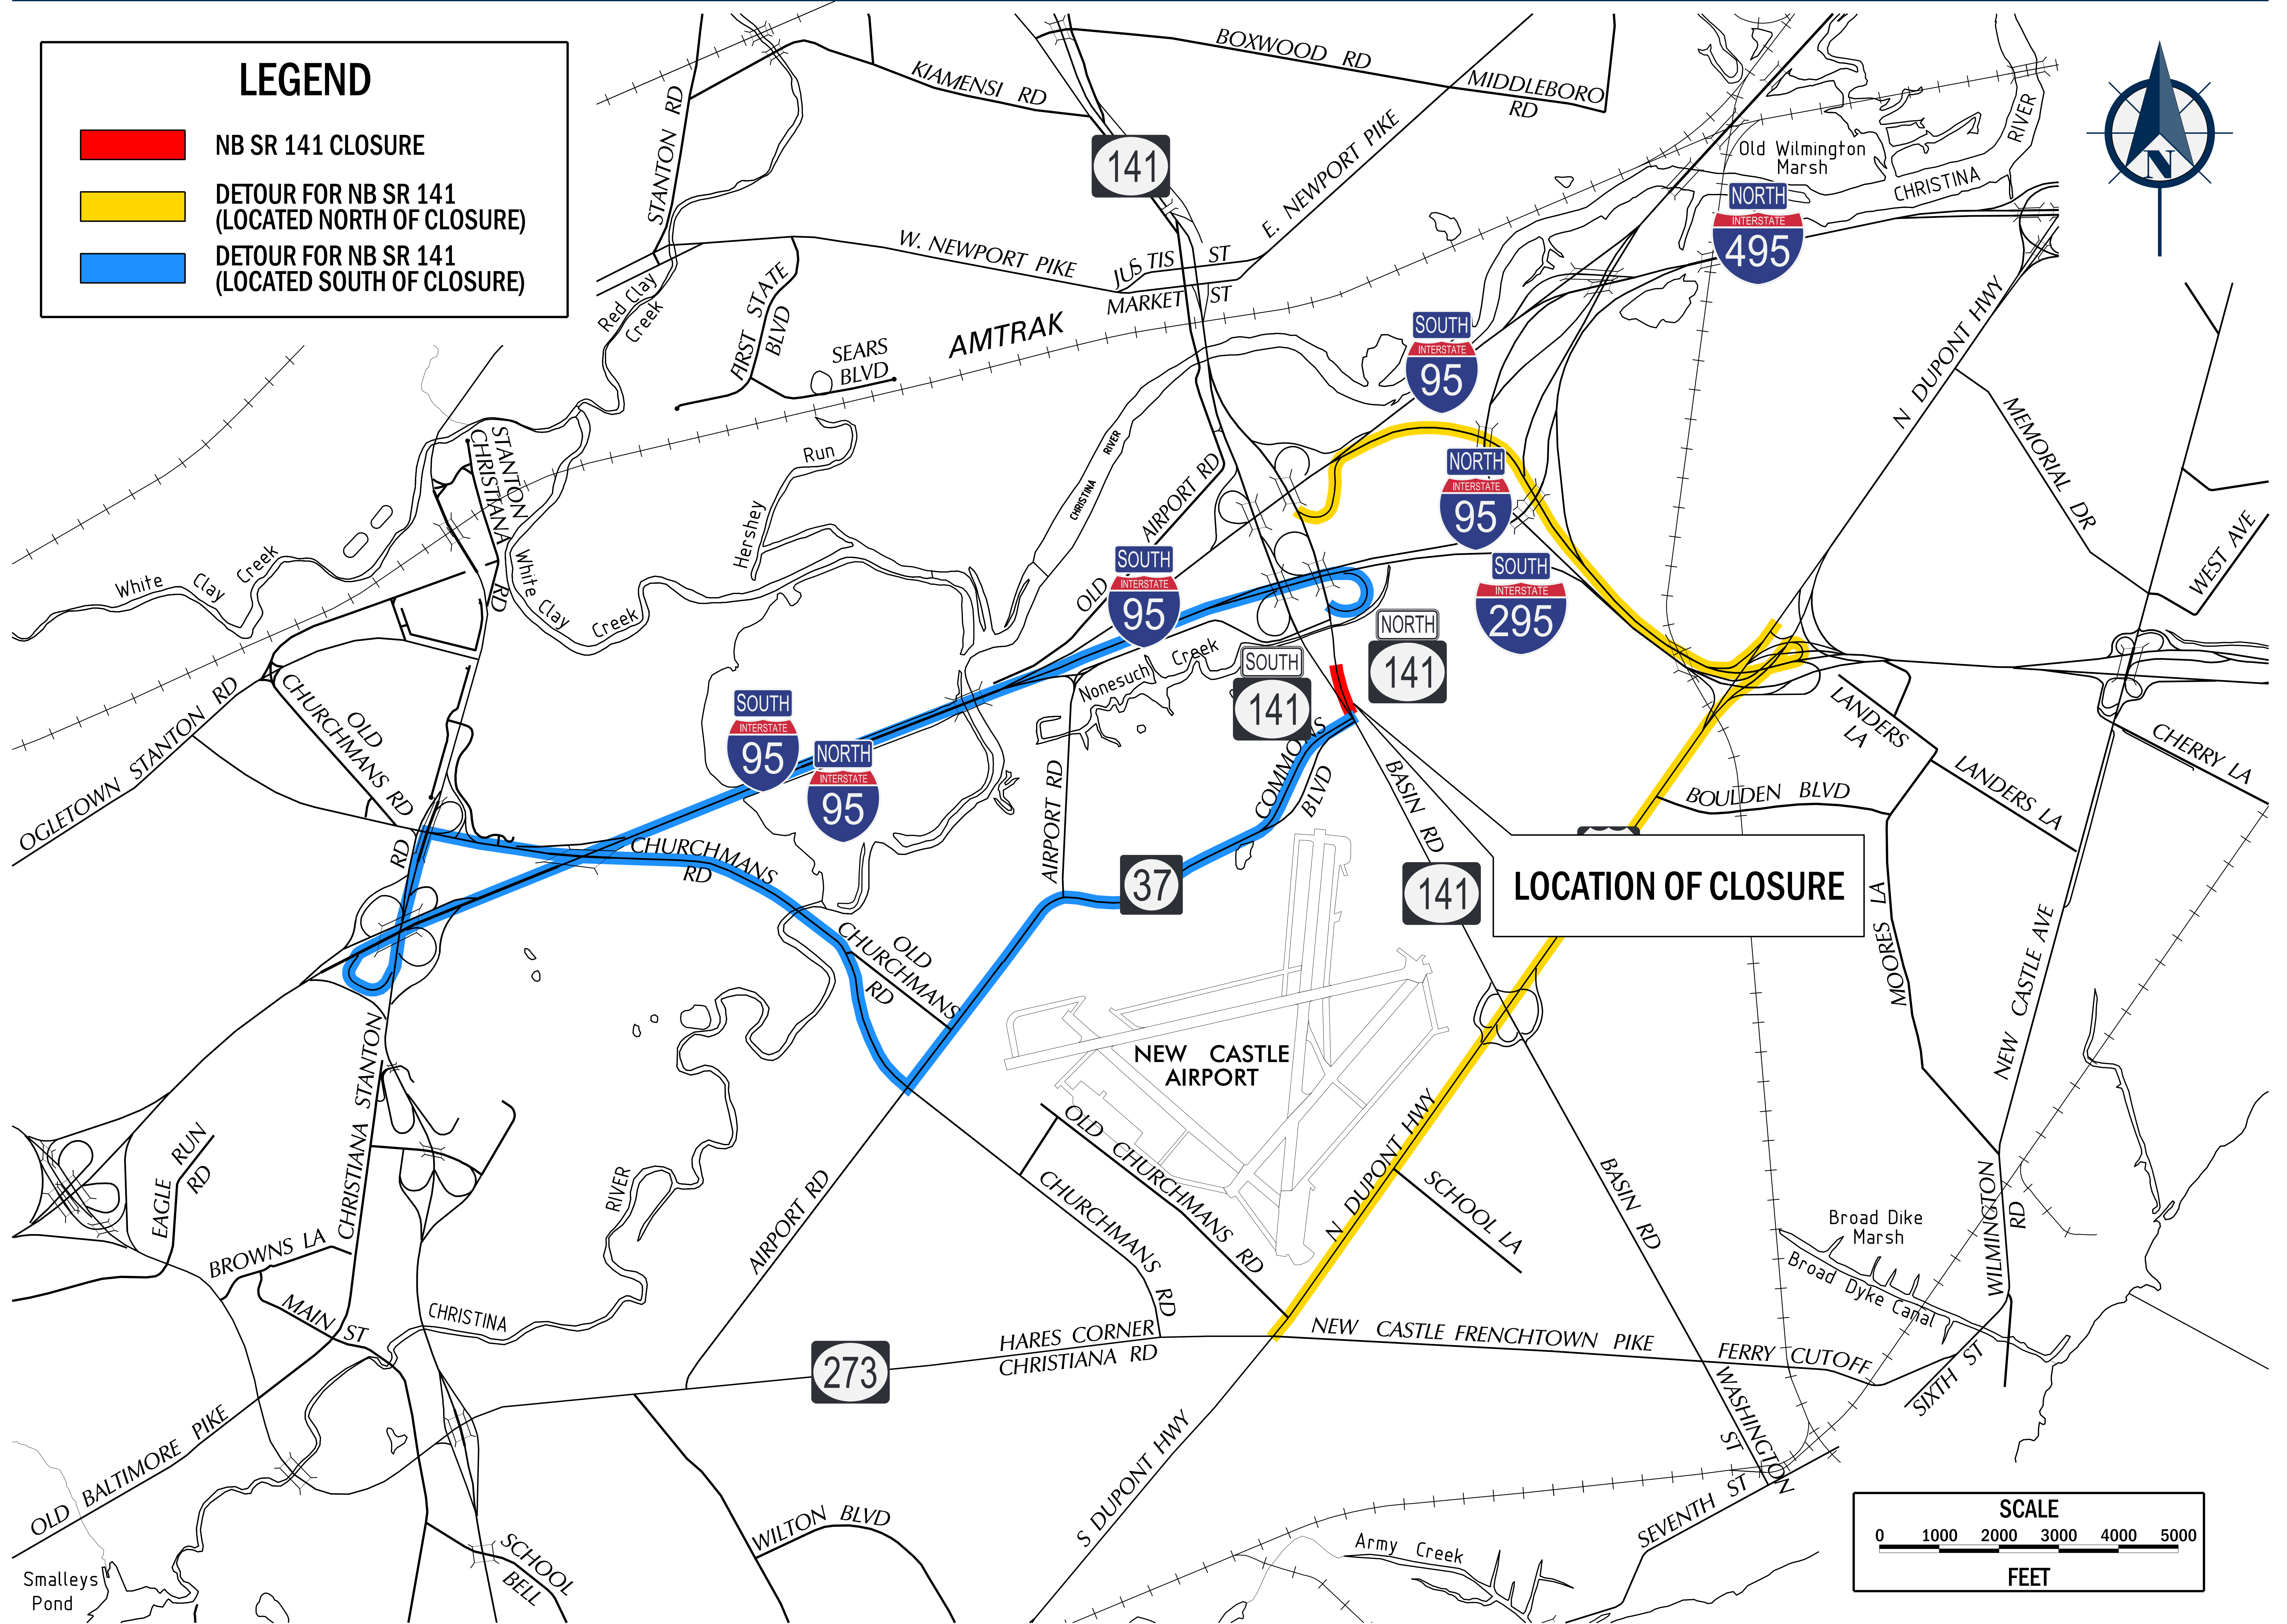 LEGEND
NB SR 141 CLOSURE
DETOUR FOR NB SR 141
(LOCATED NORTH OF CLOSURE)
DETOUR FOR NB SR 141
(LOCATED SOUTH OF CLOSURE)
BOXWOOD RD
KIAMENSI RD
MIDDLEBORO
RD
STANTON RD
141
E. NEWPORT PIKE
Old Wilmington
Marsh
RIVER
CHRISTINA
NORTH
INTERSTATE
495
N
W. NEWPORT PIKE
JUS TIS ST
MARKET ST
Red Clay
Creek
FIRST STATE
BLVD
SEARS
BLVD
AMTRAK
SOUTH
INTERSTATE
95
N DUPONT HWY
MEMORIAL DR
WEST AVE
STANTON
CHRISTIANA
RD
Run
Hershey
CHRISTINA RIVER
OLD AIRPORT RD
NORTH
INTERSTATE
95
White Clay Creek
White Clay Creek
SOUTH
INTERSTATE
95
SOUTH
INTERSTATE
295
NORTH
141
SOUTH
141
Nonesuch Creek
OGLETOWN STANTON RD
OLD
CHURCHMANS RD
SOUTH
INTERSTATE
95
NORTH
INTERSTATE
95
COMMONS
BLVD
BASIN RD
LANDERS
LA
LANDERS LA
CHERRY LA
BOULDEN BLVD
AIRPORT RD
RD
CHURCHMANS
RD
37
141
LOCATION OF CLOSURE
MOORES LA
NEW CASTLE AVE
OLD
CHURCHMANS
RD
CHRISTIANA STANTON
NEW CASTLE
AIRPORT
OLD CHURCHMANS RD
N DUPONT HWY
SCHOOL LA
BASIN RD
EAGLE RUN
RD
BROWNS LA
RIVER
AIRPORT RD
CHURCHMANS RD
Broad Dike
Marsh
Broad Dyke Canal
WILMINGTON
RD
MAIN ST
CHRISTINA
273
HARES CORNER
CHRISTIANA RD
NEW CASTLE FRENCHTOWN PIKE
FERRY CUTOFF
SIXTH ST
WASHINGTON
ST
OLD BALTIMORE PIKE
S DUPONT HWY
WILTON BLVD
SEVENTH ST
Army Creek
SCHOOL
BELL
Smalleys
Pond
SCALE
0 1000 2000 3000 4000 5000
FEET